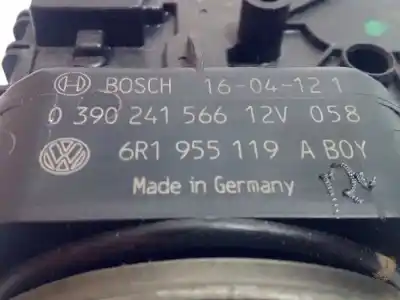 BOSCH 16-04-12 1
0 390 241 566 12V 058
6R1 955 119 A BOY
Made in Germany